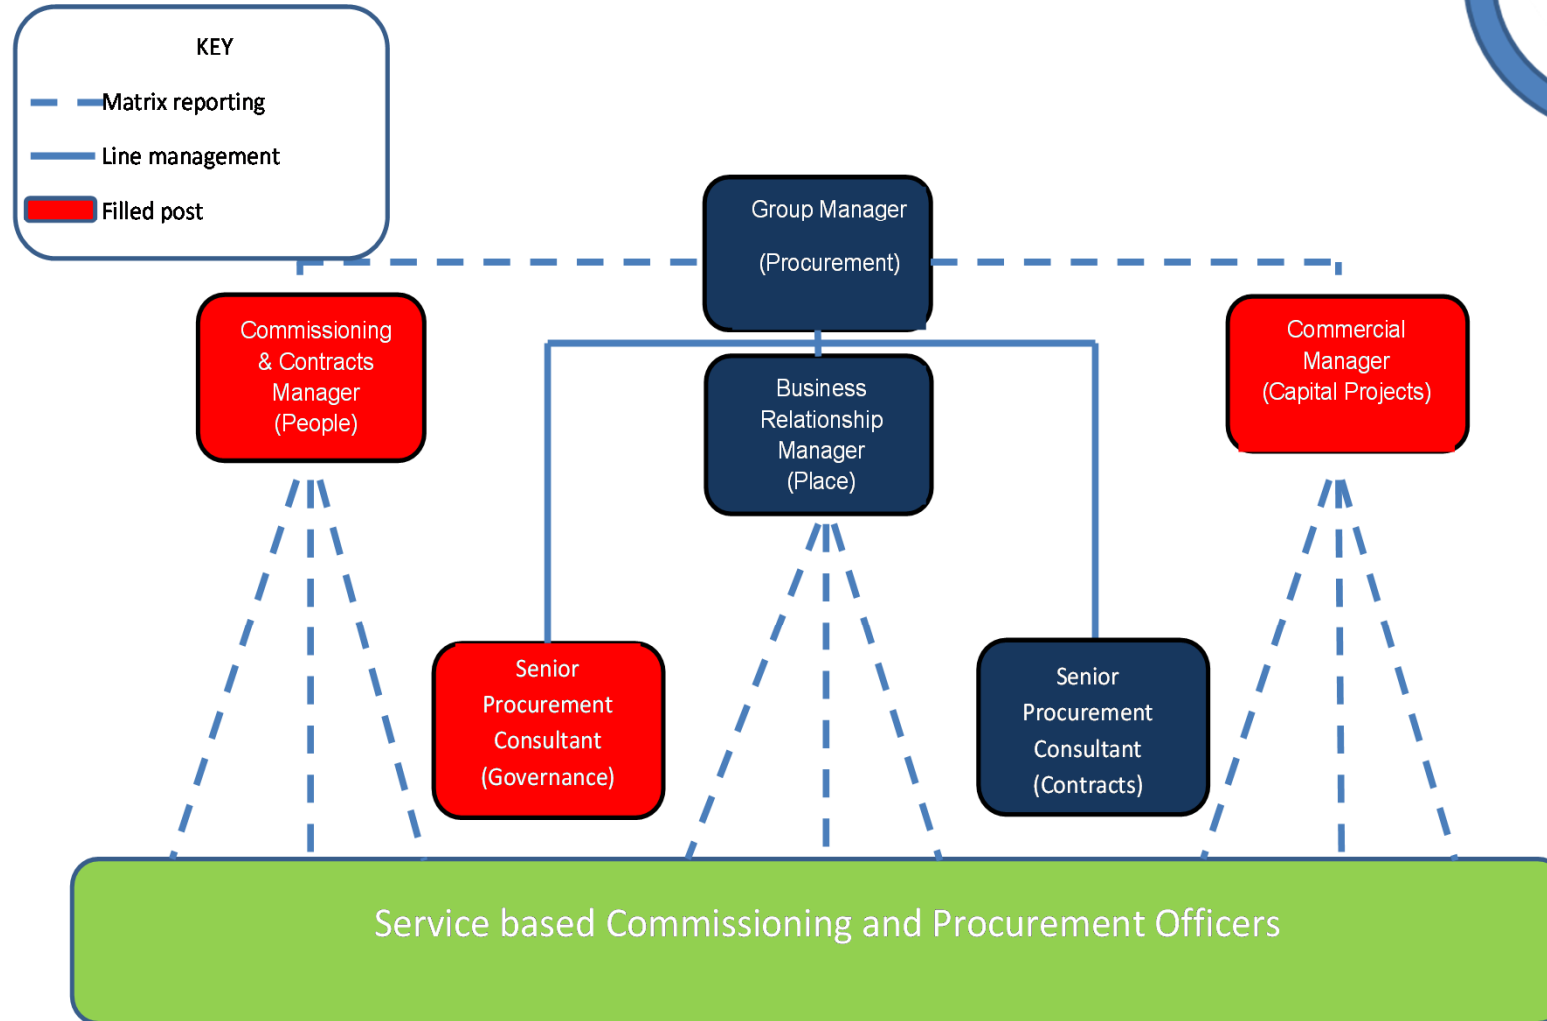 KEY
Matrix reporting
Line management
Filled post
Group Manager
(Procurement)
Commissioning
& Contracts
Manager
(People)
Business
Relationship
Manager
(Place)
Commercial
Manager
(Capital Projects)
Senior
Procurement
Consultant
(Governance)
Senior
Procurement
Consultant
(Contracts)
Service based Commissioning and Procurement Officers